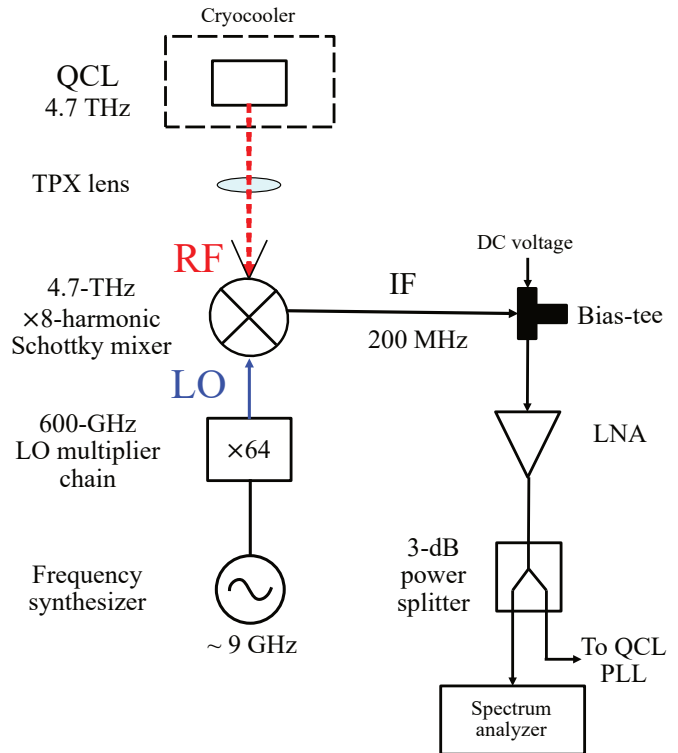 Cryocooler
QCL
4.7 THz
TPX lens
RF
4.7-THz
×8-harmonic
Schottky mixer
IF
200 MHz
DC voltage
Bias-tee
LO
600-GHz
LO multiplier
chain
×64
LNA
Frequency
synthesizer
~ 9 GHz
3-dB
power
splitter
To QCL
PLL
Spectrum
analyzer